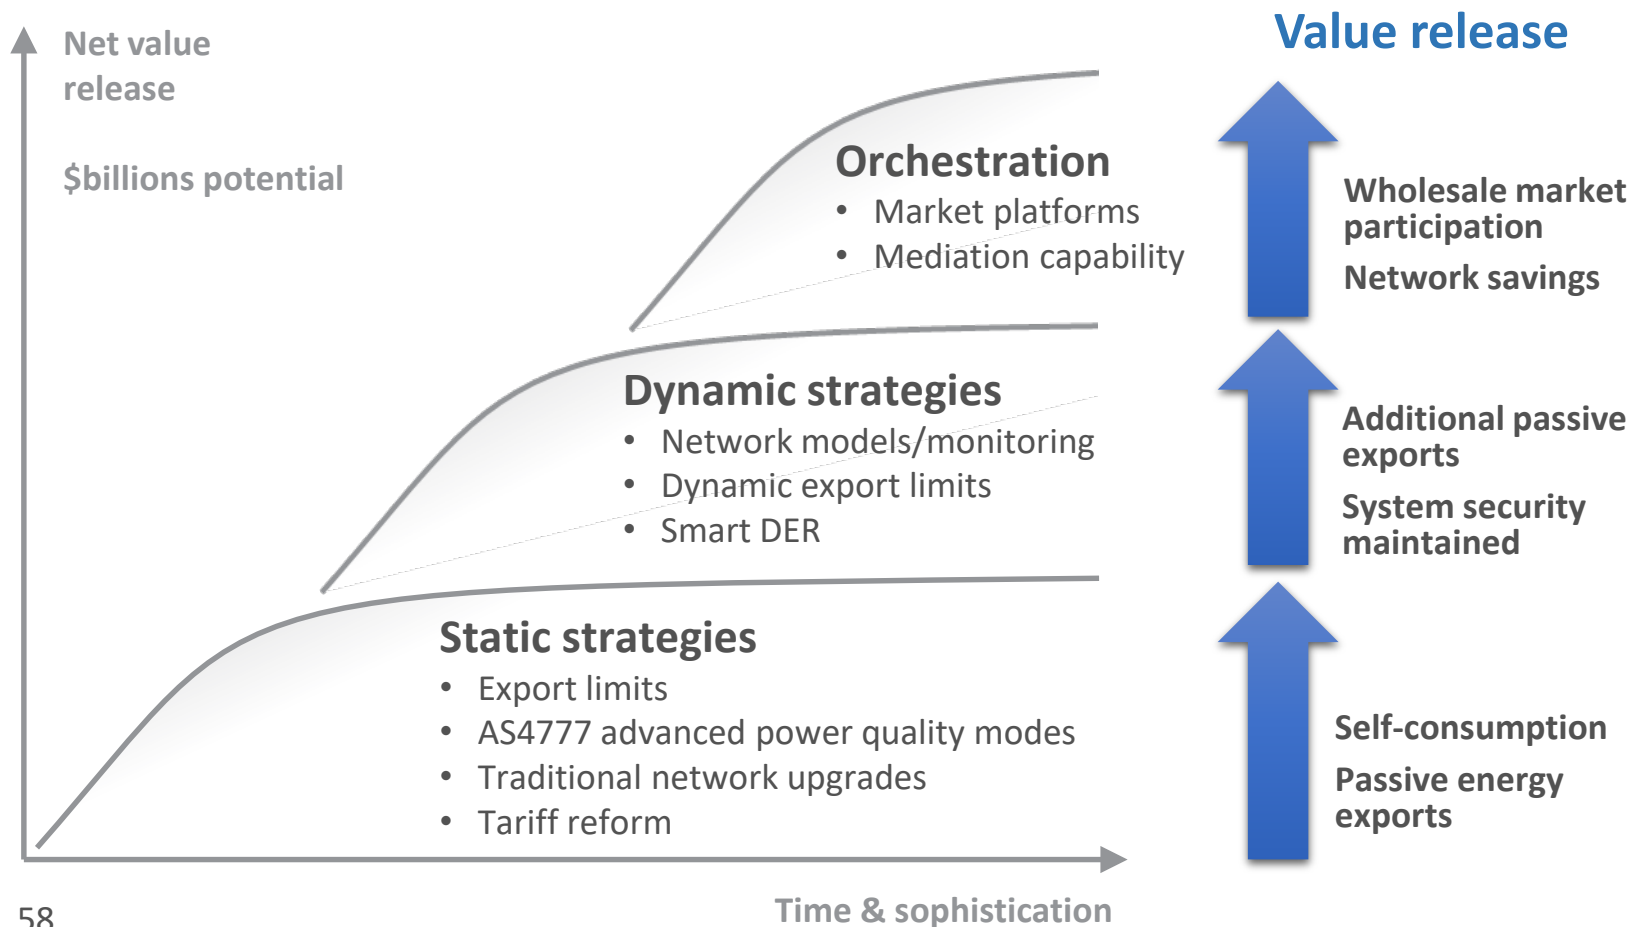 Net value
release
$billions potential
Value release
Orchestration
• Market platforms
• Mediation capability
Wholesale market
participation
Network savings
Dynamic strategies
• Network models/monitoring
• Dynamic export limits
• Smart DER
Additional passive
exports
System security
maintained
Static strategies
• Export limits
• AS4777 advanced power quality modes
• Traditional network upgrades
• Tariff reform
Self-consumption
Passive energy
exports
Time & sophistication
58